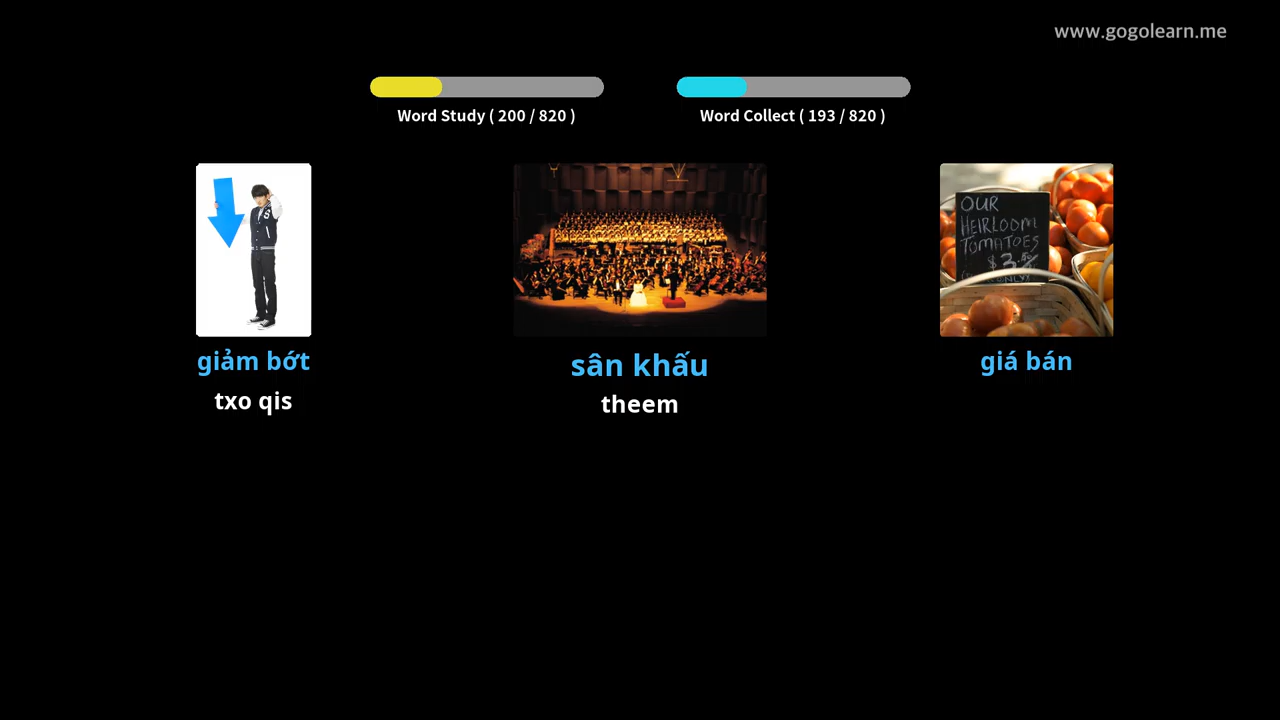 www.gogolearn.me
Word Study ( 200 / 820 )
Word Collect ( 193 / 820 )
OUR
HEIRLOOM
TOMATOES
giảm bớt
sân khấu
giá bán
txo qis
theem